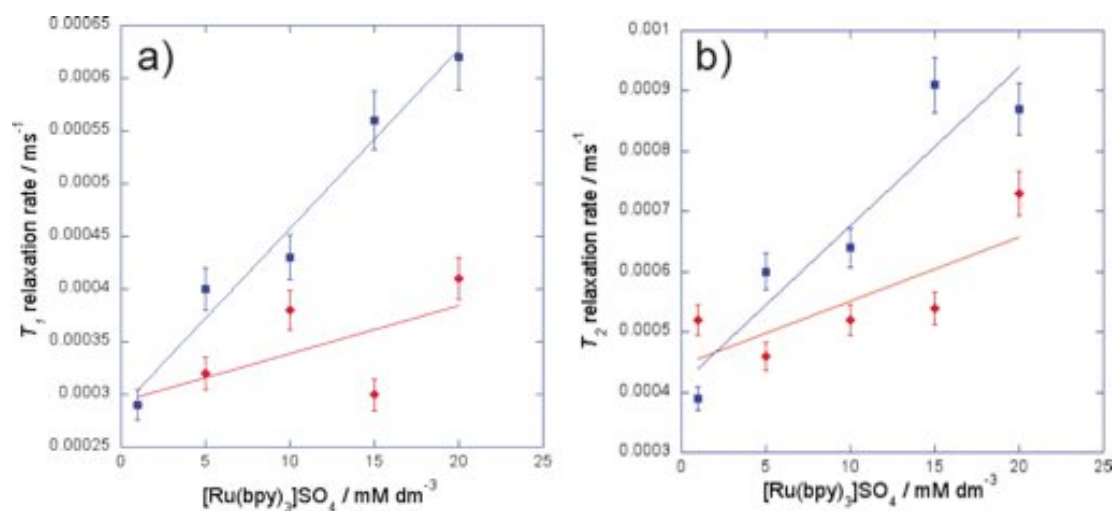 a)
0.00065
0.0006
0.00055
0.0005
0.00045
0.0004
0.00035
0.0003
0.00025
T1 relaxation rate / ms-1
0 5 10 15 20 25
[Ru(bpy)3]SO4 / mM dm-3
b)
0.001
0.0009
0.0008
0.0007
0.0006
0.0005
0.0004
0.0003
T2 relaxation rate / ms-1
0 5 10 15 20 25
[Ru(bpy)3]SO4 / mM dm-3